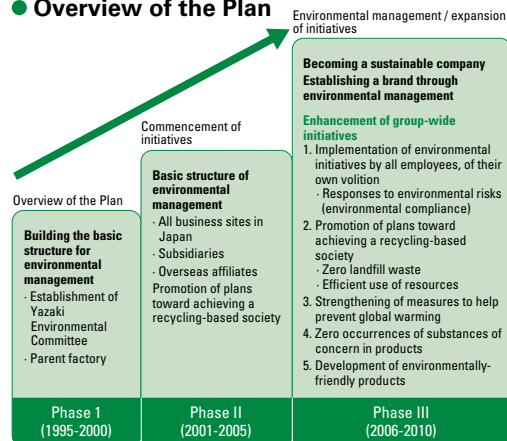 ● Overview of the Plan
Environmental management / expansion
of initiatives
Becoming a sustainable company
Establishing a brand through
environmental management
Enhancement of group-wide
initiatives
1. Implementation of environmental
initiatives by all employees, of their
own volition
· Responses to environmental risks
(environmental compliance)
2. Promotion of plans toward
achieving a recycling-based
society
· Zero landfill waste
· Efficient use of resources
3. Strengthening of measures to help
prevent global warming
4. Zero occurrences of substances of
concern in products
5. Development of environmentally-
friendly products
Commencement of
initiatives
Basic structure of
environmental
management
· All business sites in
Japan
· Subsidiaries
· Overseas affiliates
Promotion of plans
toward achieving a
recycling-based society
Overview of the Plan
Building the basic
structure for
environmental
management
· Establishment of
Yazaki
Environmental
Committee
· Parent factory
Phase 1
(1995-2000)
Phase II
(2001-2005)
Phase III
(2006-2010)